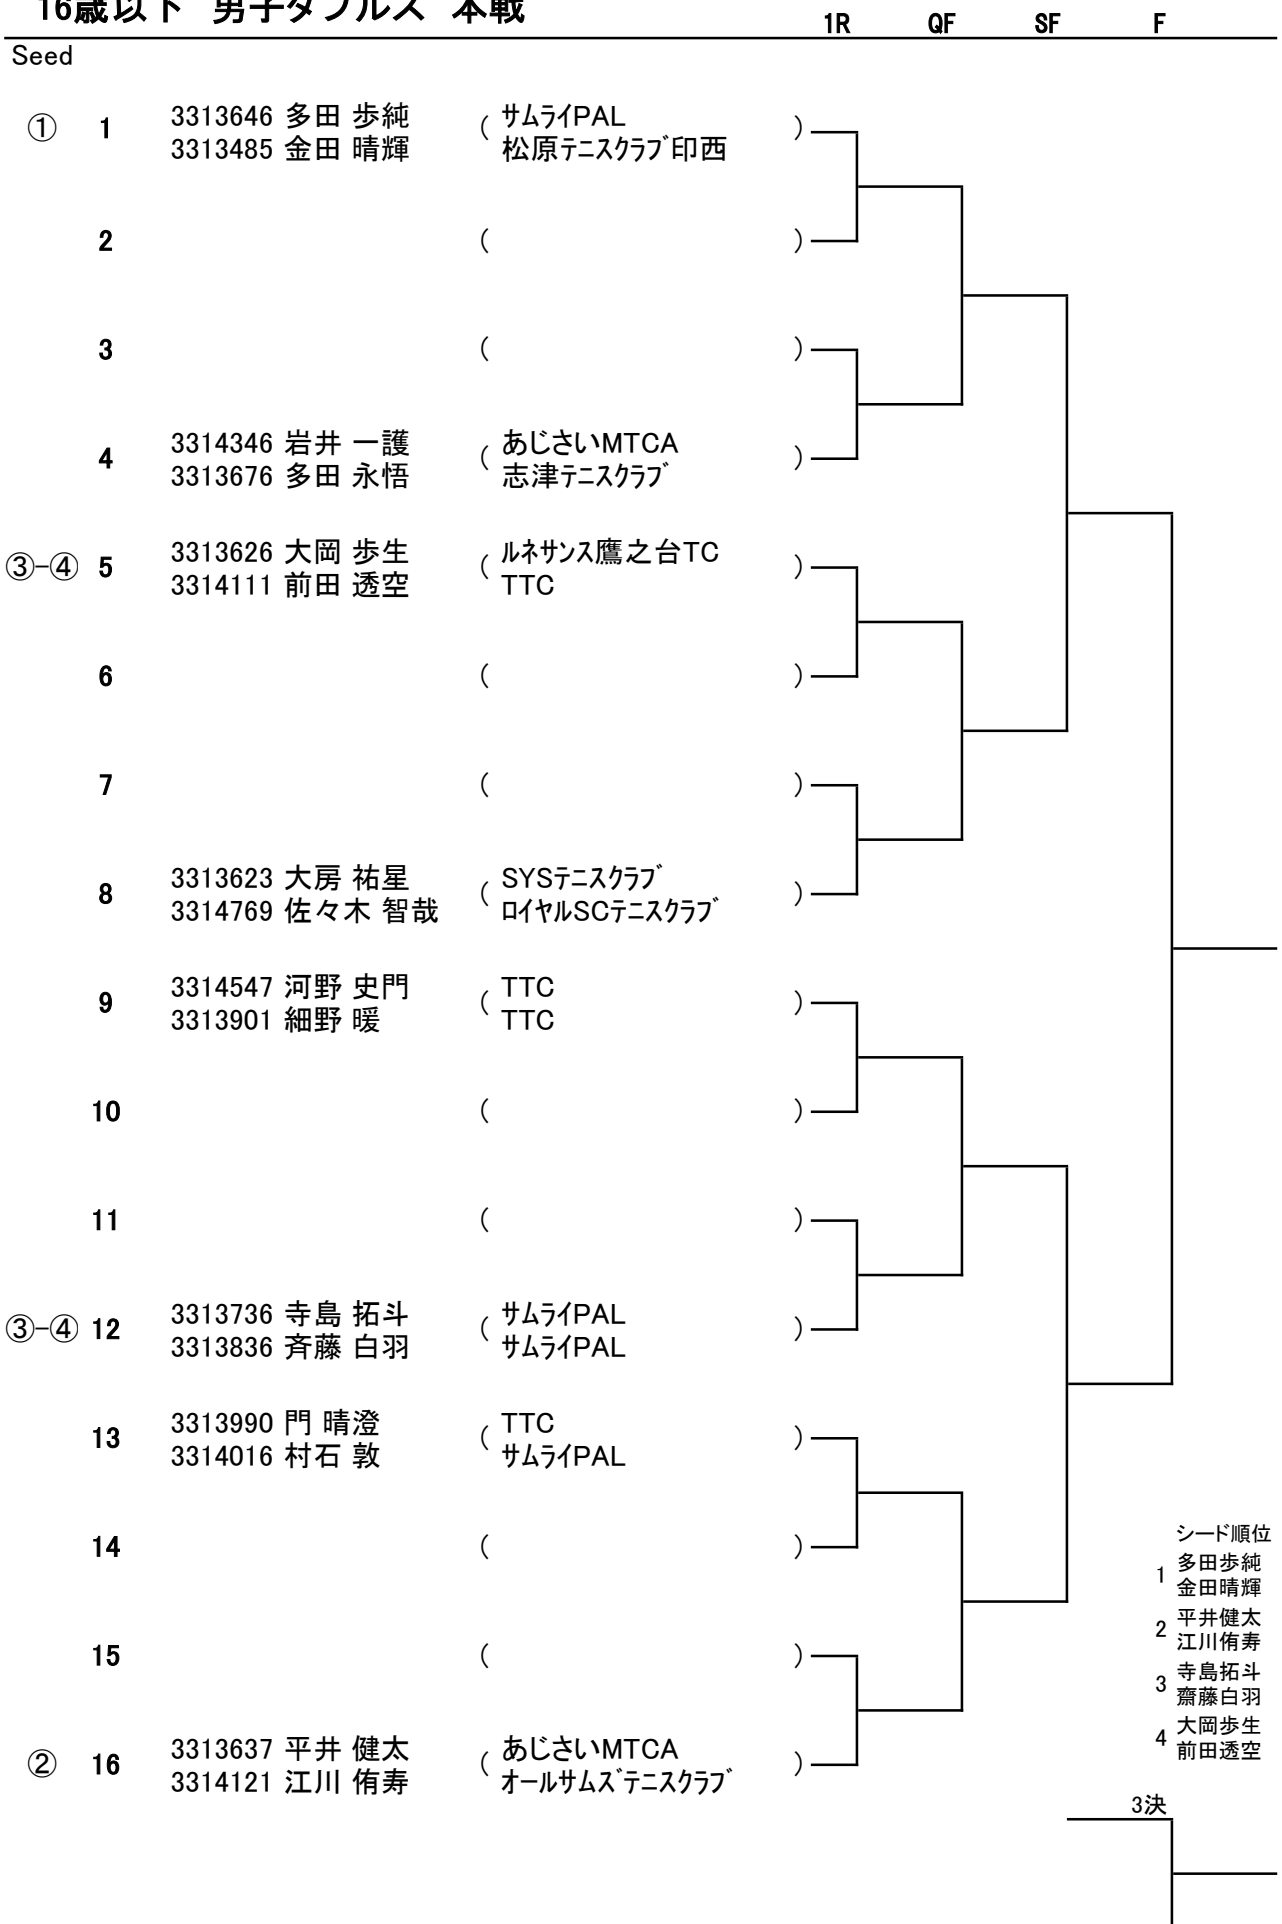 16歳以下 男子ダブルス 本戦
1R QF SF F
Seed
① 1 3313646 多田 歩純 ( サムライPAL )
3313485 金田 晴輝 松原テニスクラブ印西
2 ( )
3 ( )
4 3314346 岩井 一護 ( あじさいMTCA )
3313676 多田 永悟 志津テニスクラブ
③-④ 5 3313626 大岡 歩生 ( ルネサンス鷹之台TC )
3314111 前田 透空 TTC
6 ( )
7 ( )
8 3313623 大房 祐星 ( SYSテニスクラブ )
3314769 佐々木 智哉 ロイヤルSCテニスクラブ
9 3314547 河野 史門 ( TTC )
3313901 細野 暖 TTC
10 ( )
11 ( )
③-④ 12 3313736 寺島 拓斗 ( サムライPAL )
3313836 斉藤 白羽 サムライPAL
13 3313990 門 晴澄 ( TTC )
3314016 村石 敦 サムライPAL
14 ( )
15 ( )
② 16 3313637 平井 健太 ( あじさいMTCA )
3314121 江川 侑寿 オールサムズテニスクラブ
シード順位
1 多田歩純
金田晴輝
2 平井健太
江川侑寿
3 寺島拓斗
齋藤白羽
4 大岡歩生
前田透空
3決